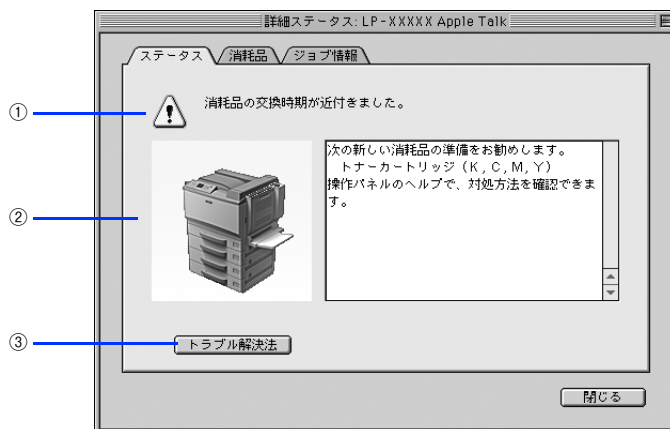 詳細ステータス: LP-XXXXX Apple Talk
ステータス 消耗品 ジョブ情報
① 消耗品の交換時期が近付きました。
②
次の新しい消耗品の準備をお勧めします。
トナーカートリッジ（K，C，M，Y）
操作パネルのヘルプで、対処方法を確認できま
す。
③ トラブル解決法
閉じる